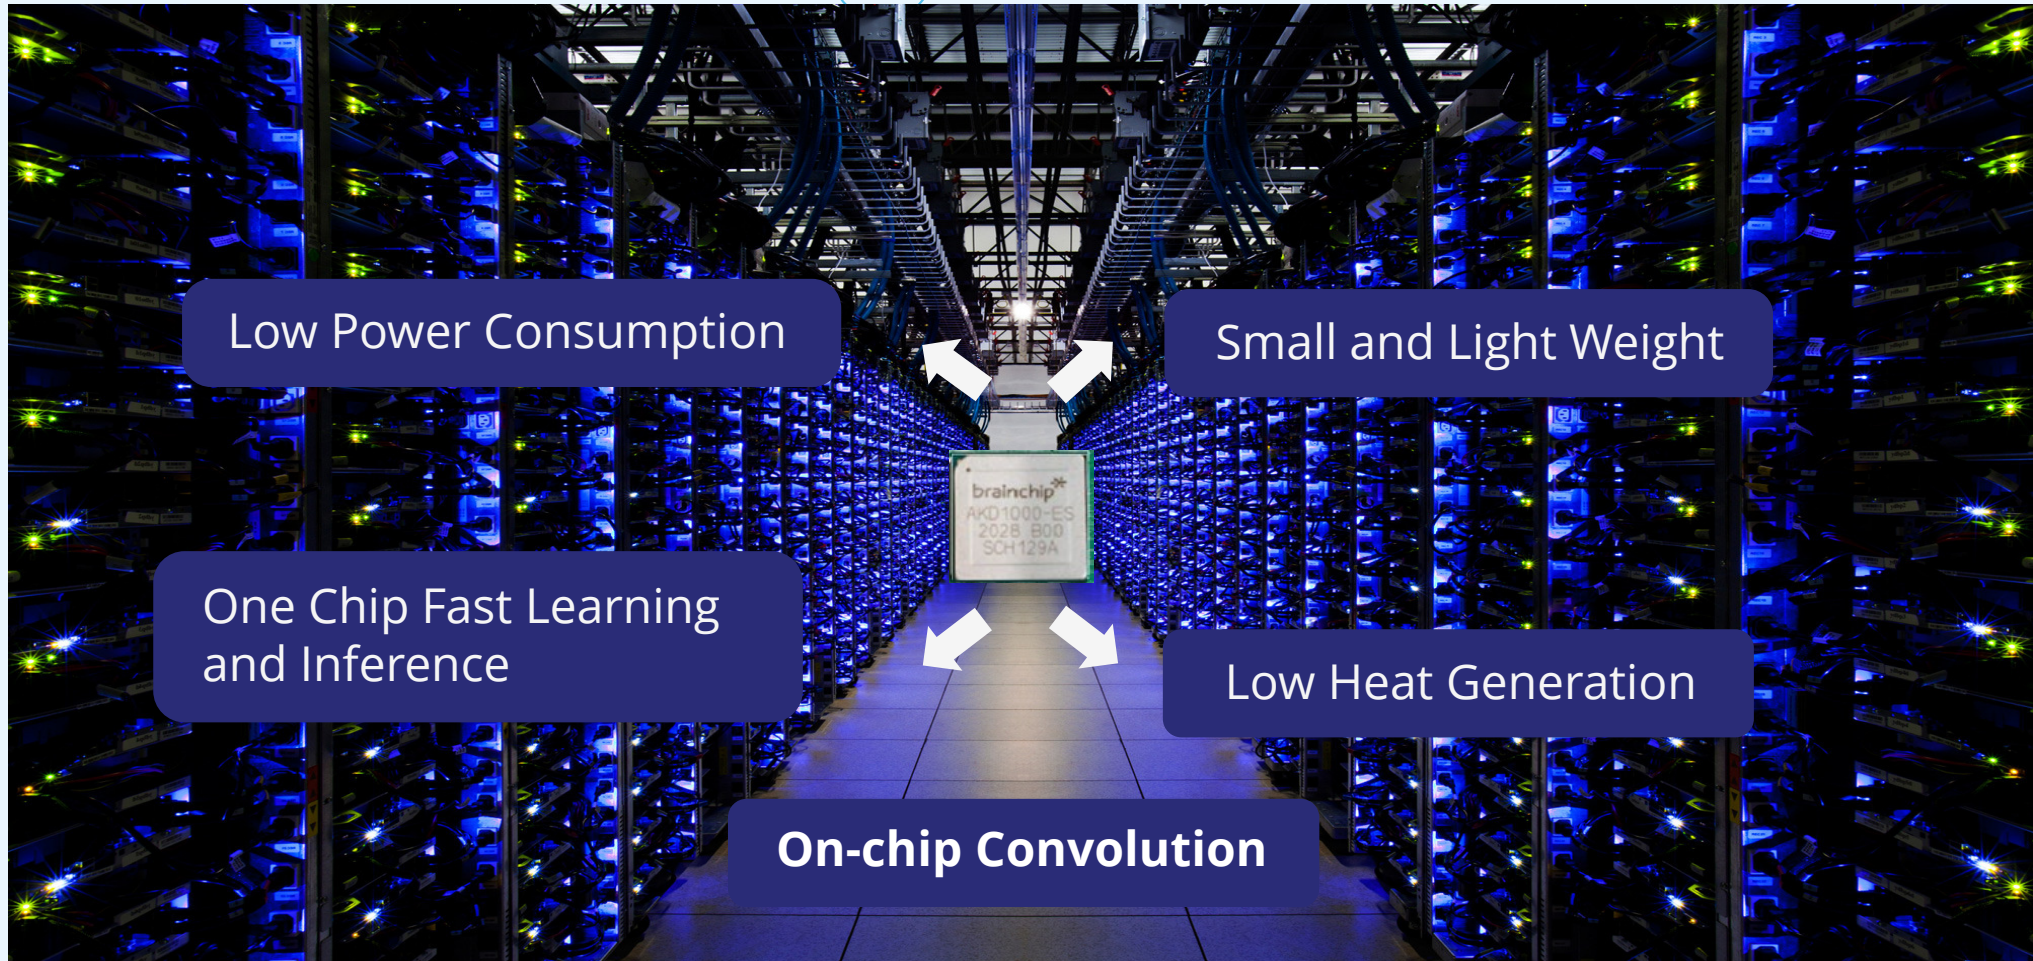 Low Power Consumption
Small and Light Weight
brainchip
AKD1000-ES
2028 B00
SCH129A
One Chip Fast Learning
and Inference
Low Heat Generation
On-chip Convolution